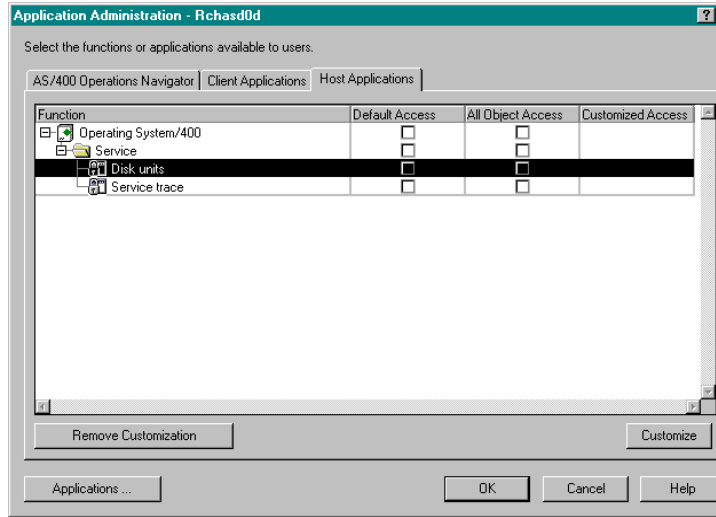 Application Administration - Rchasd0d ?
Select the functions or applications available to users.
AS/400 Operations Navigator Client Applications Host Applications
Function Default Access All Object Access Customized Access
Operating System/400
Service
Disk units
Service trace
Remove Customization Customize
Applications ... OK Cancel Help